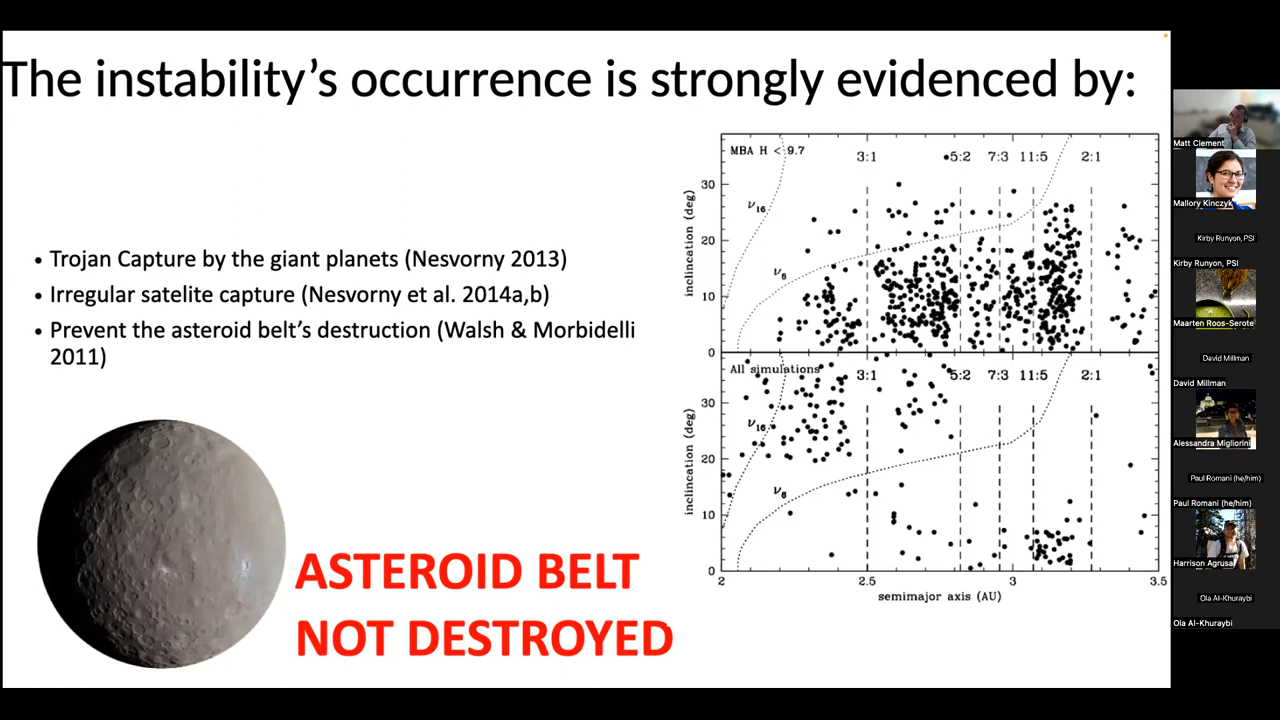 The instability's occurrence is strongly evidenced by:
• Trojan Capture by the giant planets (Nesvorny 2013)
• Irregular satelite capture (Nesvorny et al. 2014a,b)
• Prevent the asteroid belt's destruction (Walsh & Morbidelli
2011)
ASTEROID BELT
NOT DESTROYED
MBA H < 9.7
3:1
5:2
7:3
11:5
2:1
ν16
ν6
inclincation (deg)
30
20
10
0
All simulations
3:1
5:2
7:3
11:5
2:1
ν16
ν6
inclincation (deg)
30
20
10
0
2
2.5
3
3.5
semimajor axis (AU)
Matt Clement
Mallory Kinczyk
Kirby Runyon, PSI
Kirby Runyon, PSI
Maarten Roos-Serote
David Millman
David Millman
Alessandra Migliorini
Paul Romani (he/him)
Paul Romani (he/him)
Harrison Agrusa
Ola Al-Khuraybi
Ola Al-Khuraybi